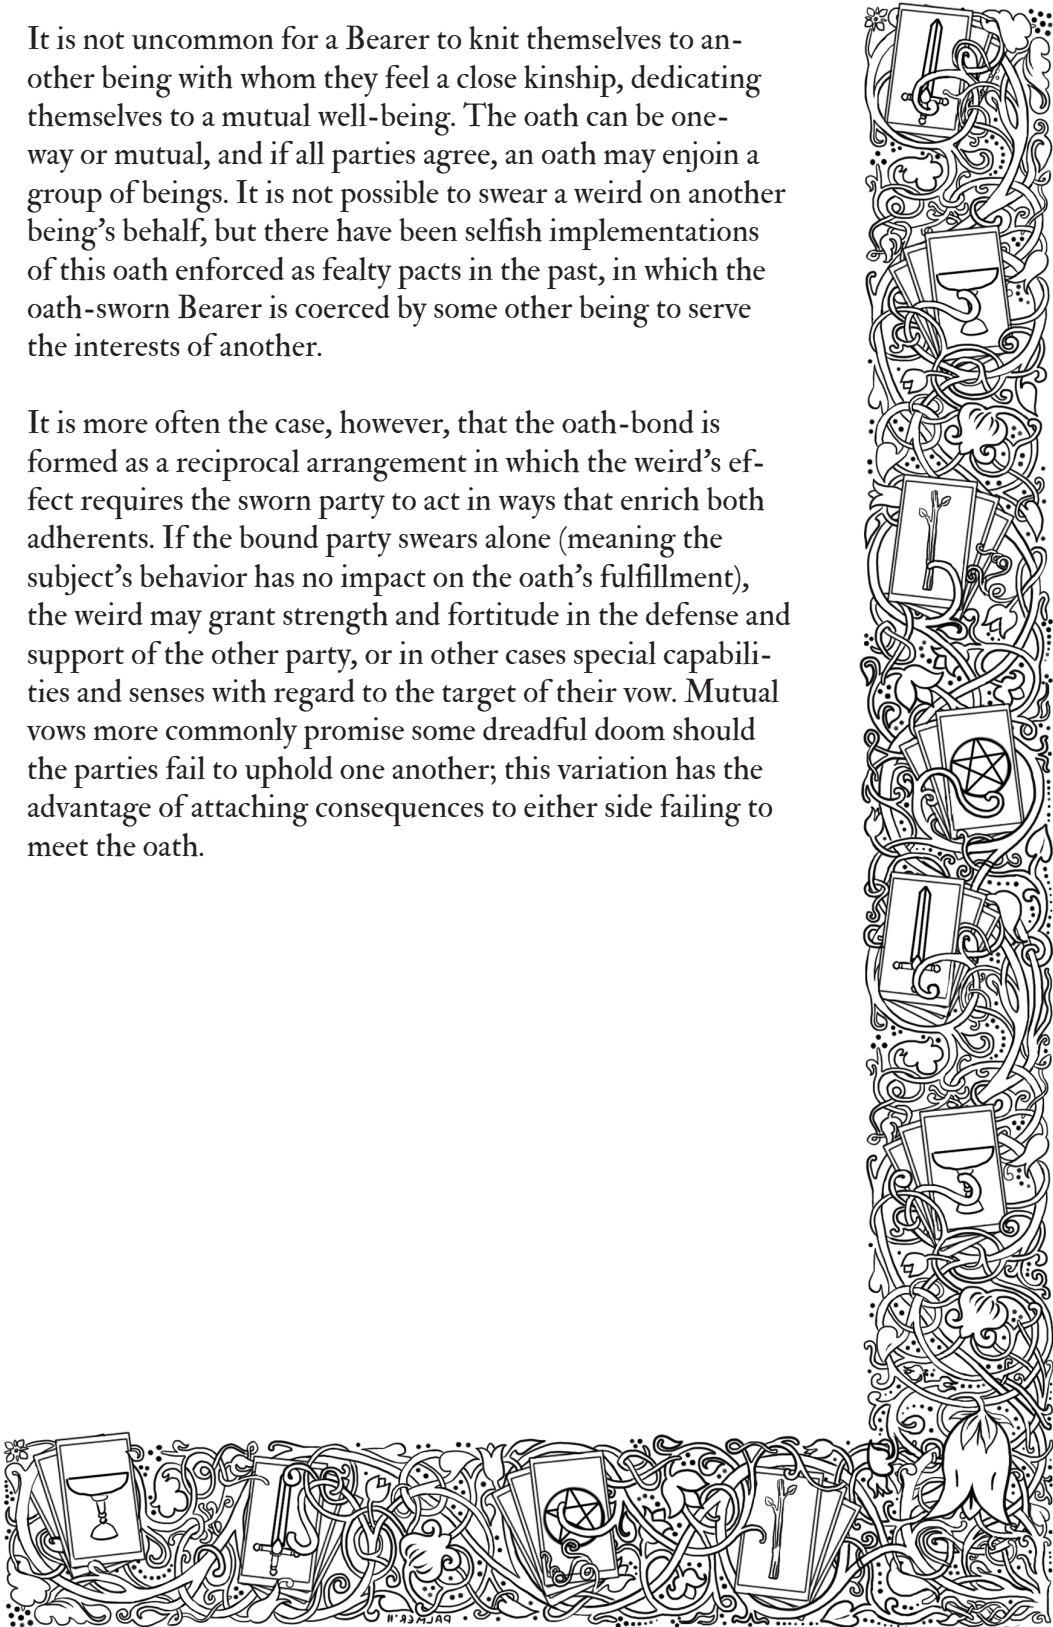 It is not uncommon for a Bearer to knit themselves to an-
other being with whom they feel a close kinship, dedicating
themselves to a mutual well-being. The oath can be one-
way or mutual, and if all parties agree, an oath may enjoin a
group of beings. It is not possible to swear a weird on another
being’s behalf, but there have been selfish implementations
of this oath enforced as fealty pacts in the past, in which the
oath-sworn Bearer is coerced by some other being to serve
the interests of another.
It is more often the case, however, that the oath-bond is
formed as a reciprocal arrangement in which the weird’s ef-
fect requires the sworn party to act in ways that enrich both
adherents. If the bound party swears alone (meaning the
subject’s behavior has no impact on the oath’s fulfillment),
the weird may grant strength and fortitude in the defense and
support of the other party, or in other cases special capabili-
ties and senses with regard to the target of their vow. Mutual
vows more commonly promise some dreadful doom should
the parties fail to uphold one another; this variation has the
advantage of attaching consequences to either side failing to
meet the oath.
PALMER '11